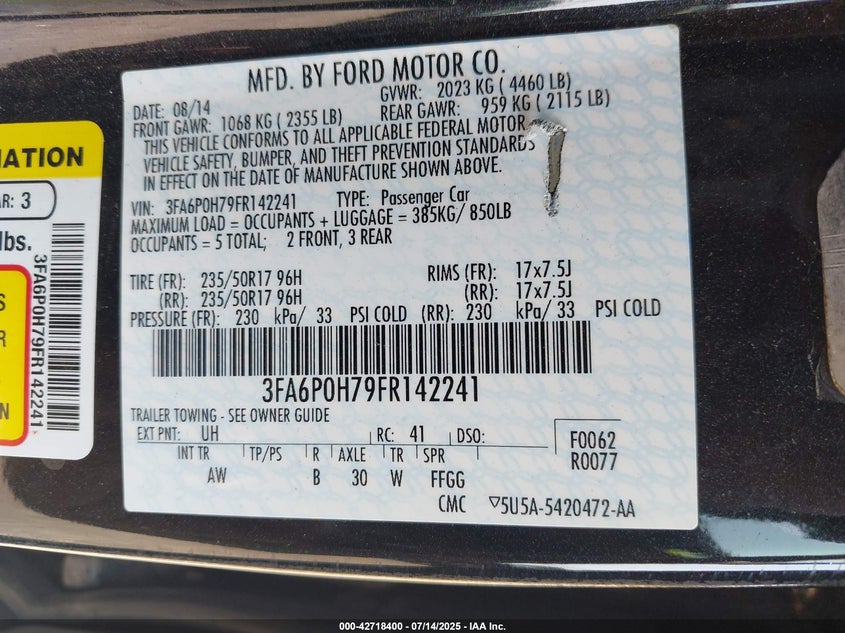 MFD. BY FORD MOTOR CO.
DATE: 08/14 GVWR: 2023 KG ( 4460 LB)
FRONT GAWR: 1068 KG ( 2355 LB) REAR GAWR: 959 KG ( 2115 LB)
THIS VEHICLE CONFORMS TO ALL APPLICABLE FEDERAL MOTOR
VEHICLE SAFETY, BUMPER, AND THEFT PREVENTION STANDARDS
IN EFFECT ON THE DATE OF MANUFACTURE SHOWN ABOVE.
VIN: 3FA6P0H79FR142241 TYPE: Passenger Car
MAXIMUM LOAD = OCCUPANTS + LUGGAGE = 385KG/ 850LB
OCCUPANTS = 5 TOTAL; 2 FRONT, 3 REAR
TIRE (FR): 235/50R17 96H RIMS (FR): 17x7.5J
(RR): 235/50R17 96H (RR): 17x7.5J
PRESSURE (FR): 230 kPa/ 33 PSI COLD (RR): 230 kPa/ 33 PSI COLD
3FA6P0H79FR142241
TRAILER TOWING - SEE OWNER GUIDE
EXT PNT: UH RC: 41 DSO: F0062
INT TR TP/PS R AXLE TR SPR R0077
AW B 30 W FFGG
CMC ▽5U5A-5420472-AA
AR: 3
lbs.
3FA6P0H79FR142241
000-42718400 / 07/14/2025 - IAA Inc.